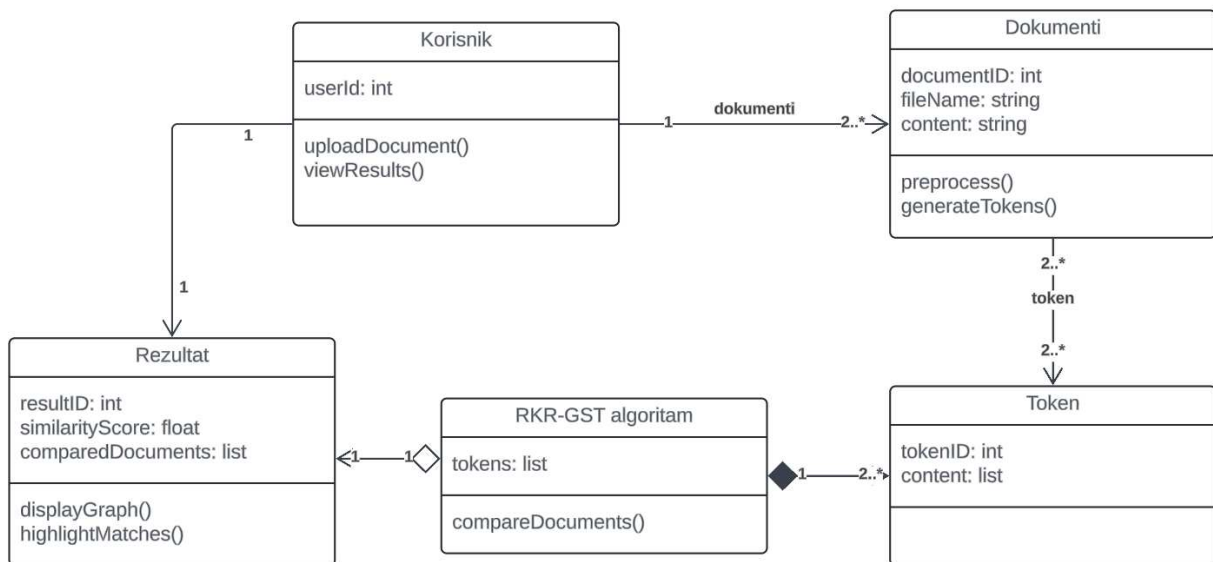 Korisnik
userId: int
uploadDocument()
viewResults()
1
dokumenti
2..*
Dokumenti
documentID: int
fileName: string
content: string
preprocess()
generateTokens()
1
1
2..*
token
2..*
Rezultat
resultID: int
similarityScore: float
comparedDocuments: list
displayGraph()
highlightMatches()
1
1
RKR-GST algoritam
tokens: list
compareDocuments()
1
2..*
Token
tokenID: int
content: list